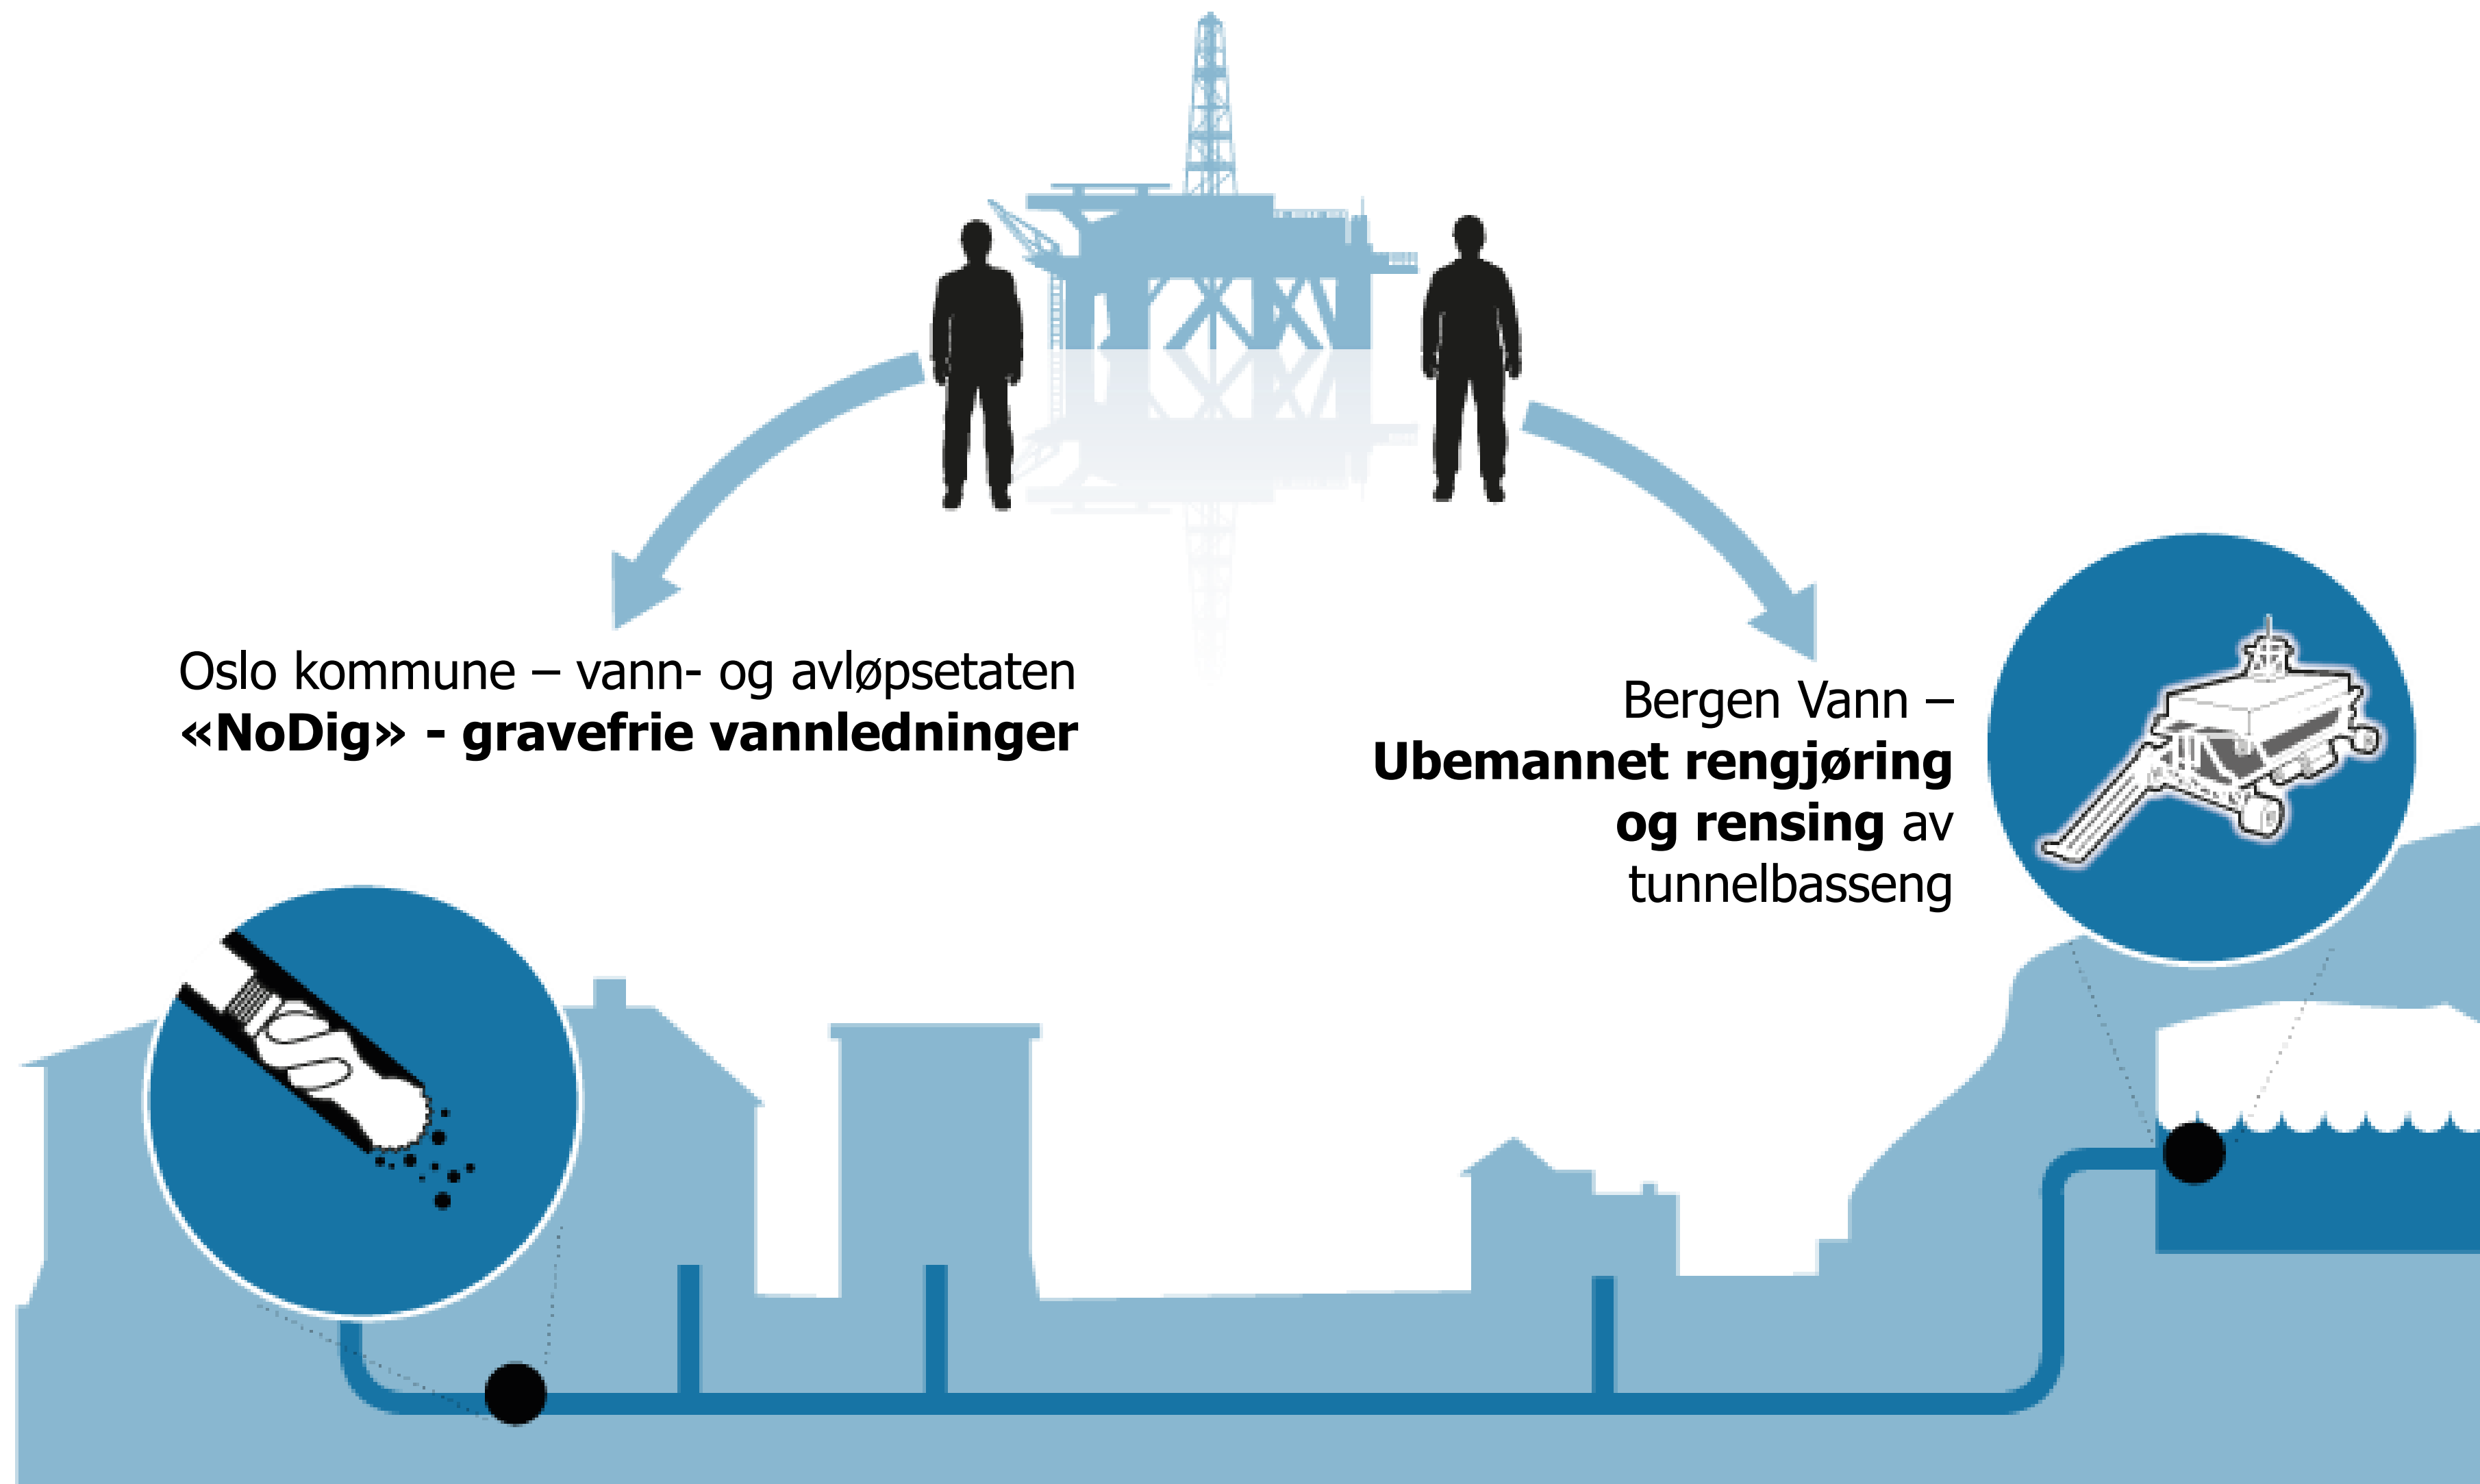 Oslo kommune – vann- og avløpsetaten
«NoDig» - gravefrie vannledninger
Bergen Vann –
Ubemannet rengjøring
og rensing av
tunnelbasseng